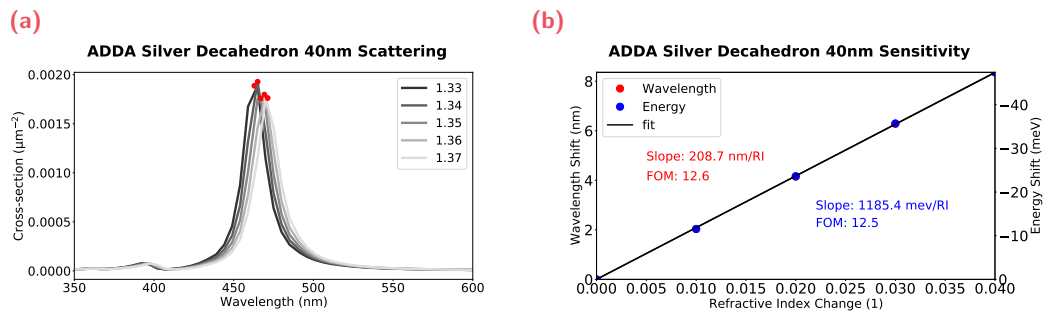 (a)
ADDA Silver Decahedron 40nm Scattering
Cross-section (μm⁻²)
0.0020
0.0015
0.0010
0.0005
0.0000
1.33
1.34
1.35
1.36
1.37
350 400 450 500 550 600
Wavelength (nm)
(b)
ADDA Silver Decahedron 40nm Sensitivity
Wavelength Shift (nm)
8
6
4
2
0
Wavelength
Energy
fit
Slope: 208.7 nm/RI
FOM: 12.6
Slope: 1185.4 mev/RI
FOM: 12.5
−40
−30
−20
−10
0
Energy Shift (meV)
0.000 0.005 0.010 0.015 0.020 0.025 0.030 0.035 0.040
Refractive Index Change (1)